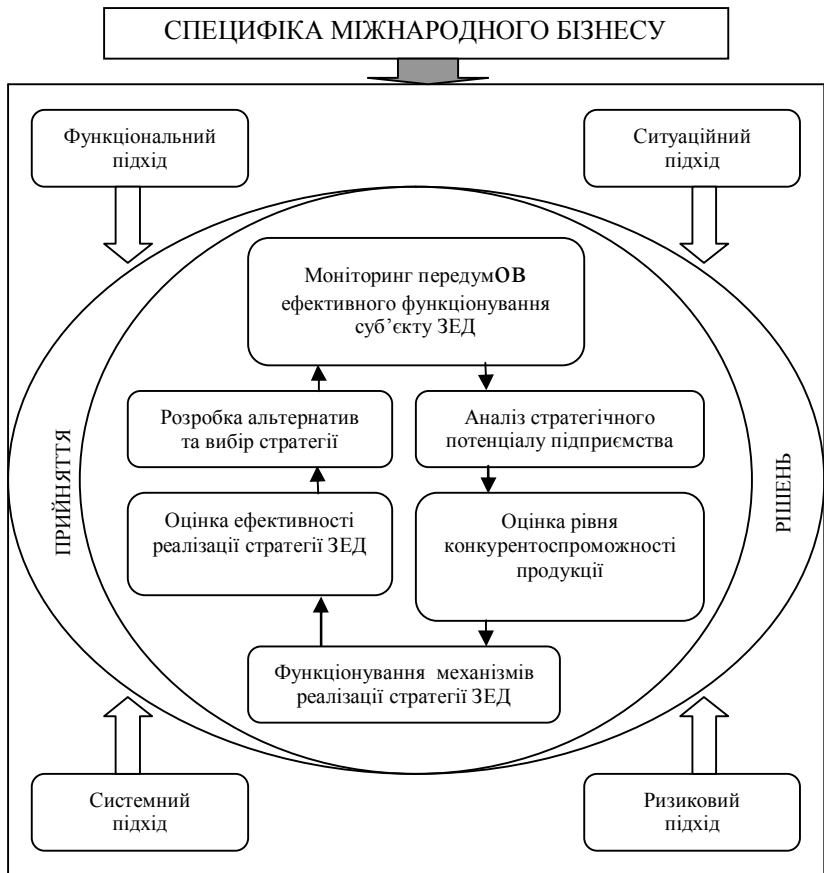 СПЕЦИФІКА МІЖНАРОДНОГО БІЗНЕСУ
Функціональний
підхід
Ситуаційний
підхід
Моніторинг передумОВ
ефективного функціонування
суб’єкту ЗЕД
Розробка альтернатив
та вибір стратегії
Аналіз стратегічного
потенціалу підприємства
ПРИЙНЯТТЯ
РІШЕНЬ
Оцінка ефективності
реалізації стратегії ЗЕД
Оцінка рівня
конкурентоспроможності
продукції
Функціонування механізмів
реалізації стратегії ЗЕД
Системний
підхід
Ризиковий
підхід